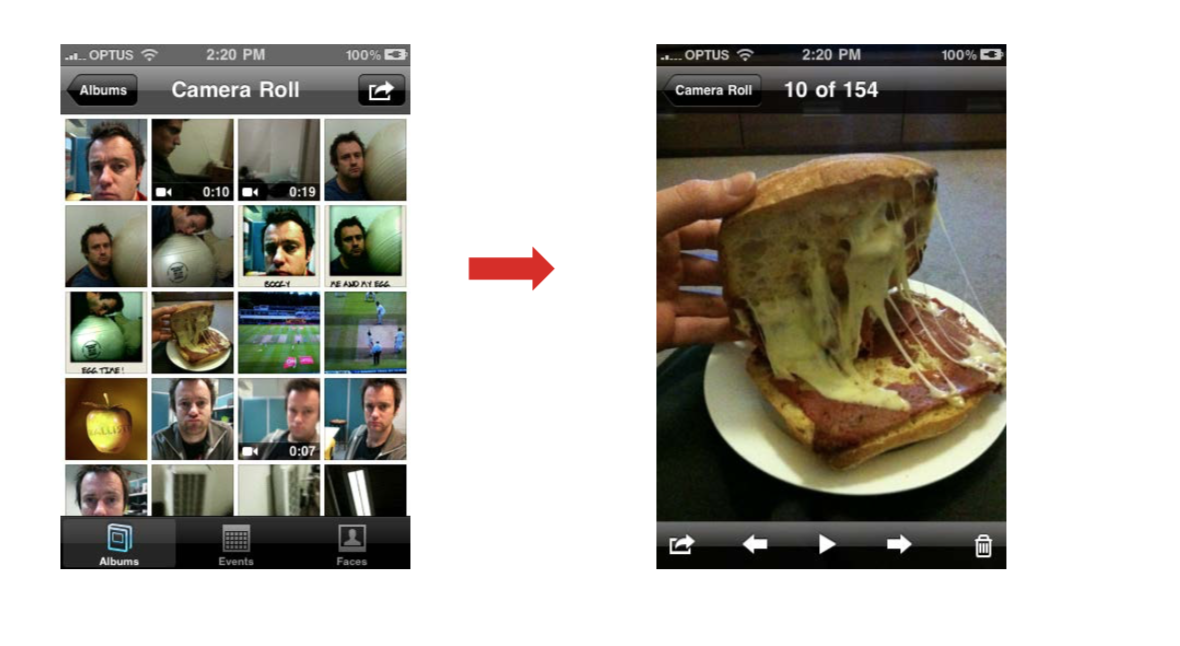 OPTUS 2:20 PM 100%
Albums Camera Roll
0:10 0:19
BOOZY ME AND MY EGG
EGG TIME!
0:07
Albums Events Faces
OPTUS 2:20 PM 100%
Camera Roll 10 of 154